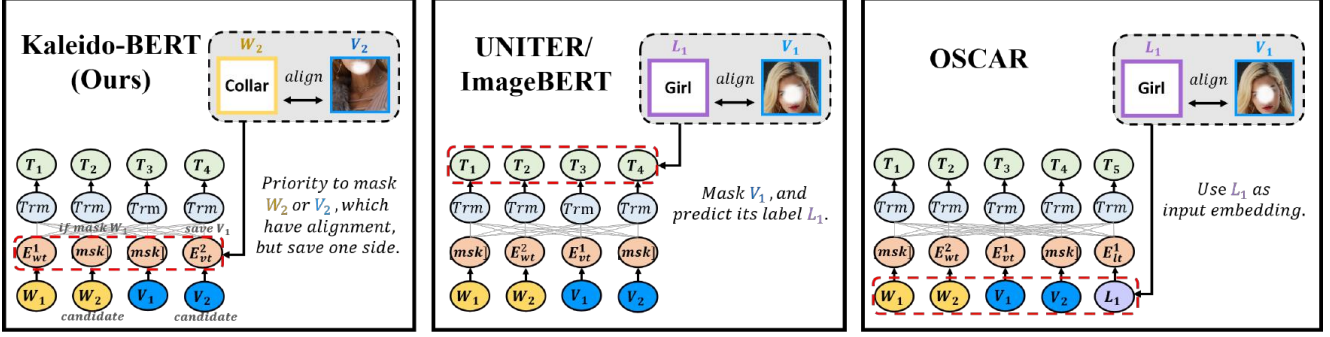 Kaleido-BERT
(Ours)
W₂ V₂
Collar align
T₁ T₂ T₃ T₄
Trm Trm Trm Trm
if mask W₁ save V₁
E¹wt [msk] [msk] E²vt
W₁ W₂ V₁ V₂
candidate candidate
Priority to mask
W₂ or V₂, which
have alignment,
but save one side.
UNITER/
ImageBERT
L₁ V₁
Girl align
T₁ T₂ T₃ T₄
Trm Trm Trm Trm
[msk] E²wt E¹vt [msk]
W₁ W₂ V₁ V₂
Mask V₁, and
predict its label L₁.
OSCAR
L₁ V₁
Girl align
T₁ T₂ T₃ T₄ T₅
Trm Trm Trm Trm Trm
[msk] E²wt E¹vt [msk] E¹lt
W₁ W₂ V₁ V₂ L₁
Use L₁ as
input embedding.